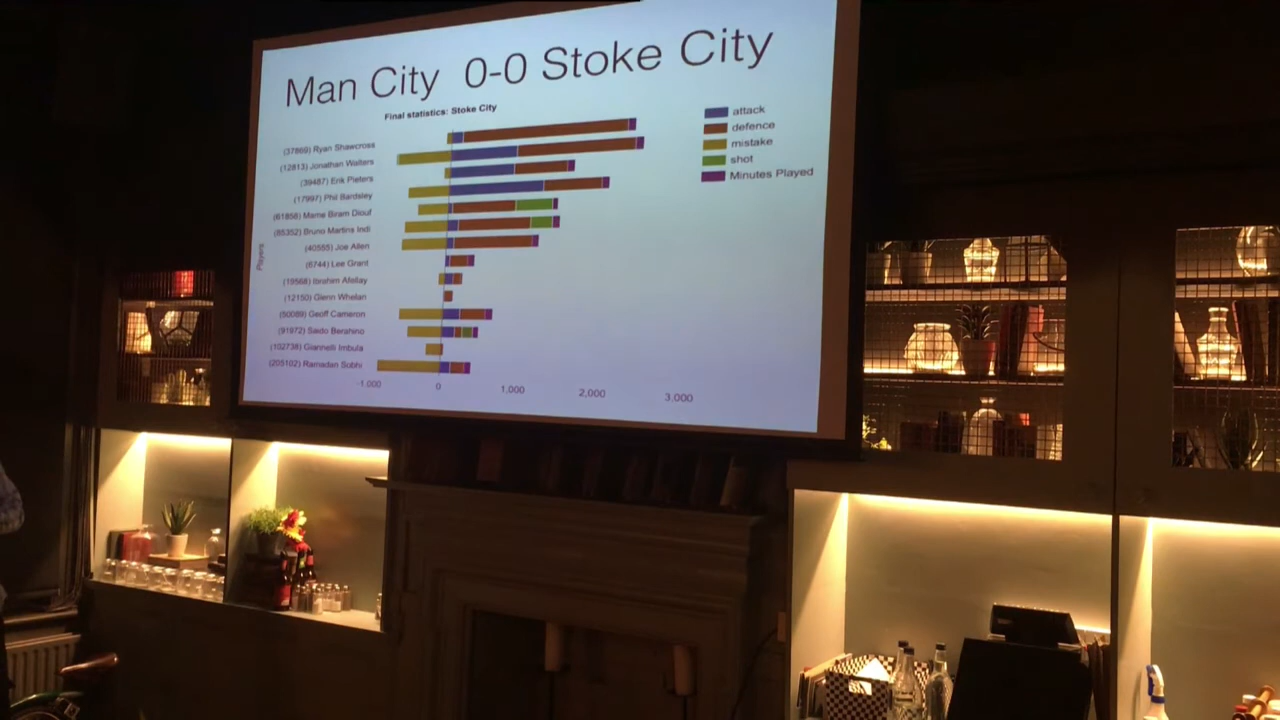 Man City 0-0 Stoke City
Final statistics: Stoke City
attack
defence
mistake
shot
Minutes Played
Players
(37869) Ryan Shawcross
(12813) Jonathan Walters
(39487) Erik Pieters
(17997) Phil Bardsley
(61858) Mame Biram Diouf
(85352) Bruno Martins Indi
(40555) Joe Allen
(6744) Lee Grant
(19568) Ibrahim Afellay
(12150) Glenn Whelan
(50089) Geoff Cameron
(91972) Saido Berahino
(102738) Giannelli Imbula
(205102) Ramadan Sobhi
-1,000 0 1,000 2,000 3,000